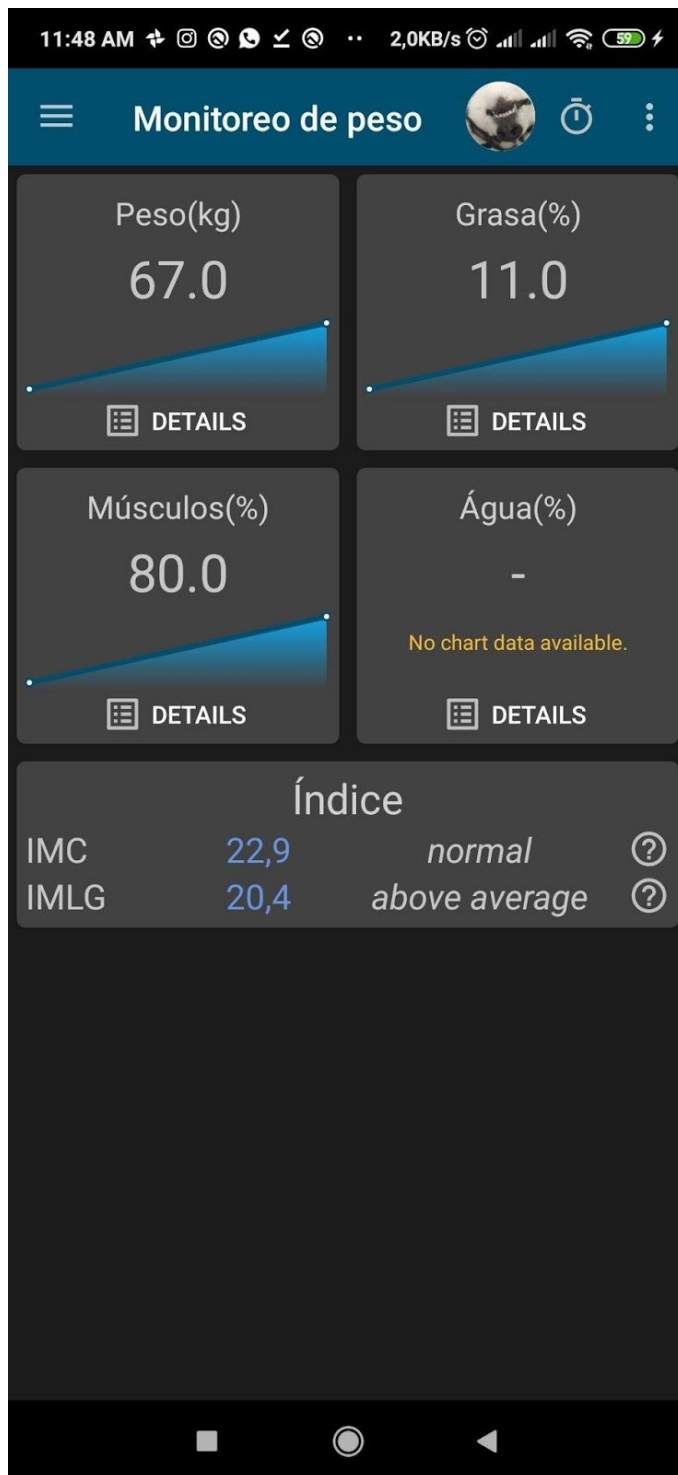 11:48 AM 2,0KB/s 59
Monitoreo de peso
Peso(kg)
67.0
DETAILS
Grasa(%)
11.0
DETAILS
Músculos(%)
80.0
DETAILS
Água(%)
-
No chart data available.
DETAILS
Índice
IMC 22,9 normal
IMLG 20,4 above average